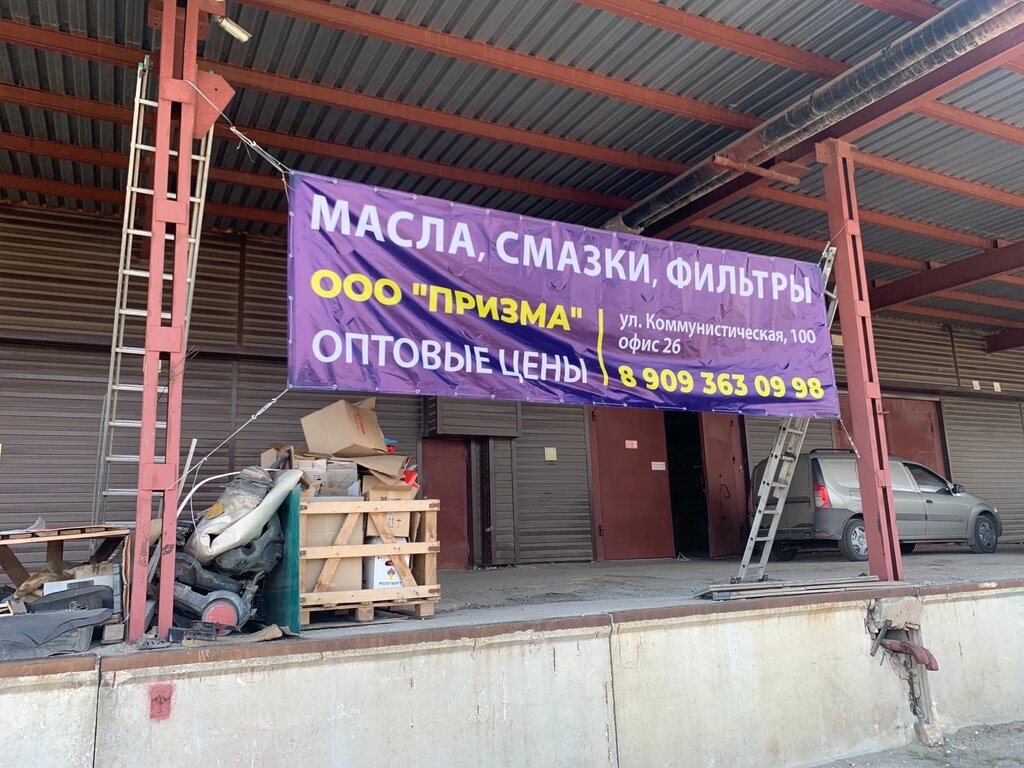 МАСЛА, СМАЗКИ, ФИЛЬТРЫ
ООО "ПРИЗМА"
ОПТОВЫЕ ЦЕНЫ
ул. Коммунистическая, 100
офис 26
8 909 363 09 98